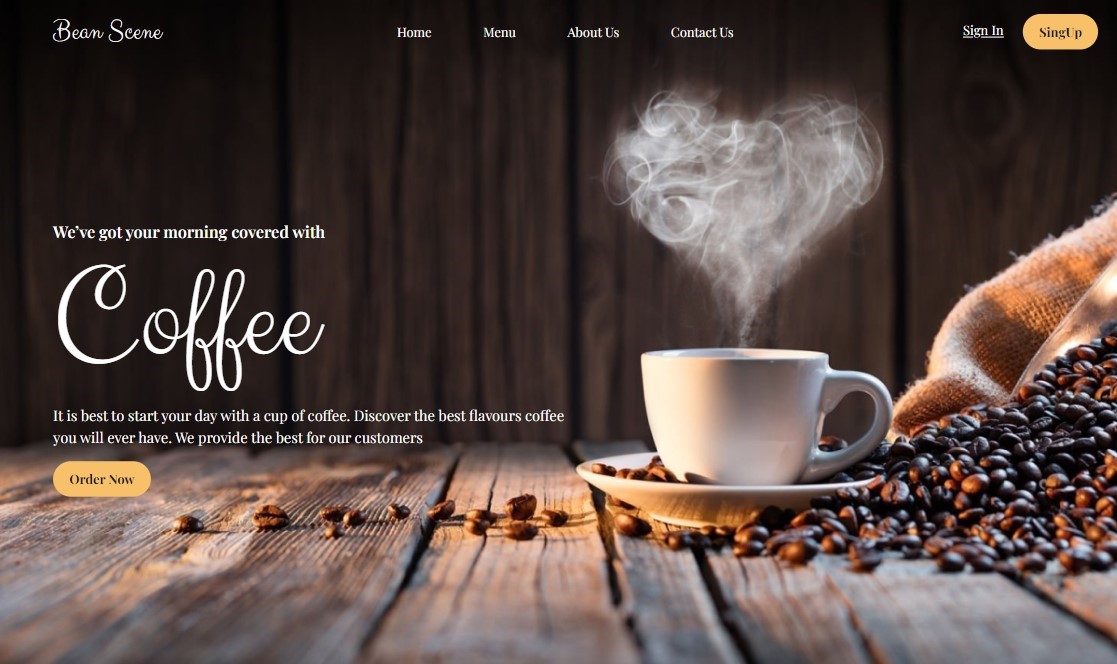 Bean Scene
Home
Menu
About Us
Contact Us
Sign In
SingUp
We've got your morning covered with
Coffee
It is best to start your day with a cup of coffee. Discover the best flavours coffee
you will ever have. We provide the best for our customers
Order Now